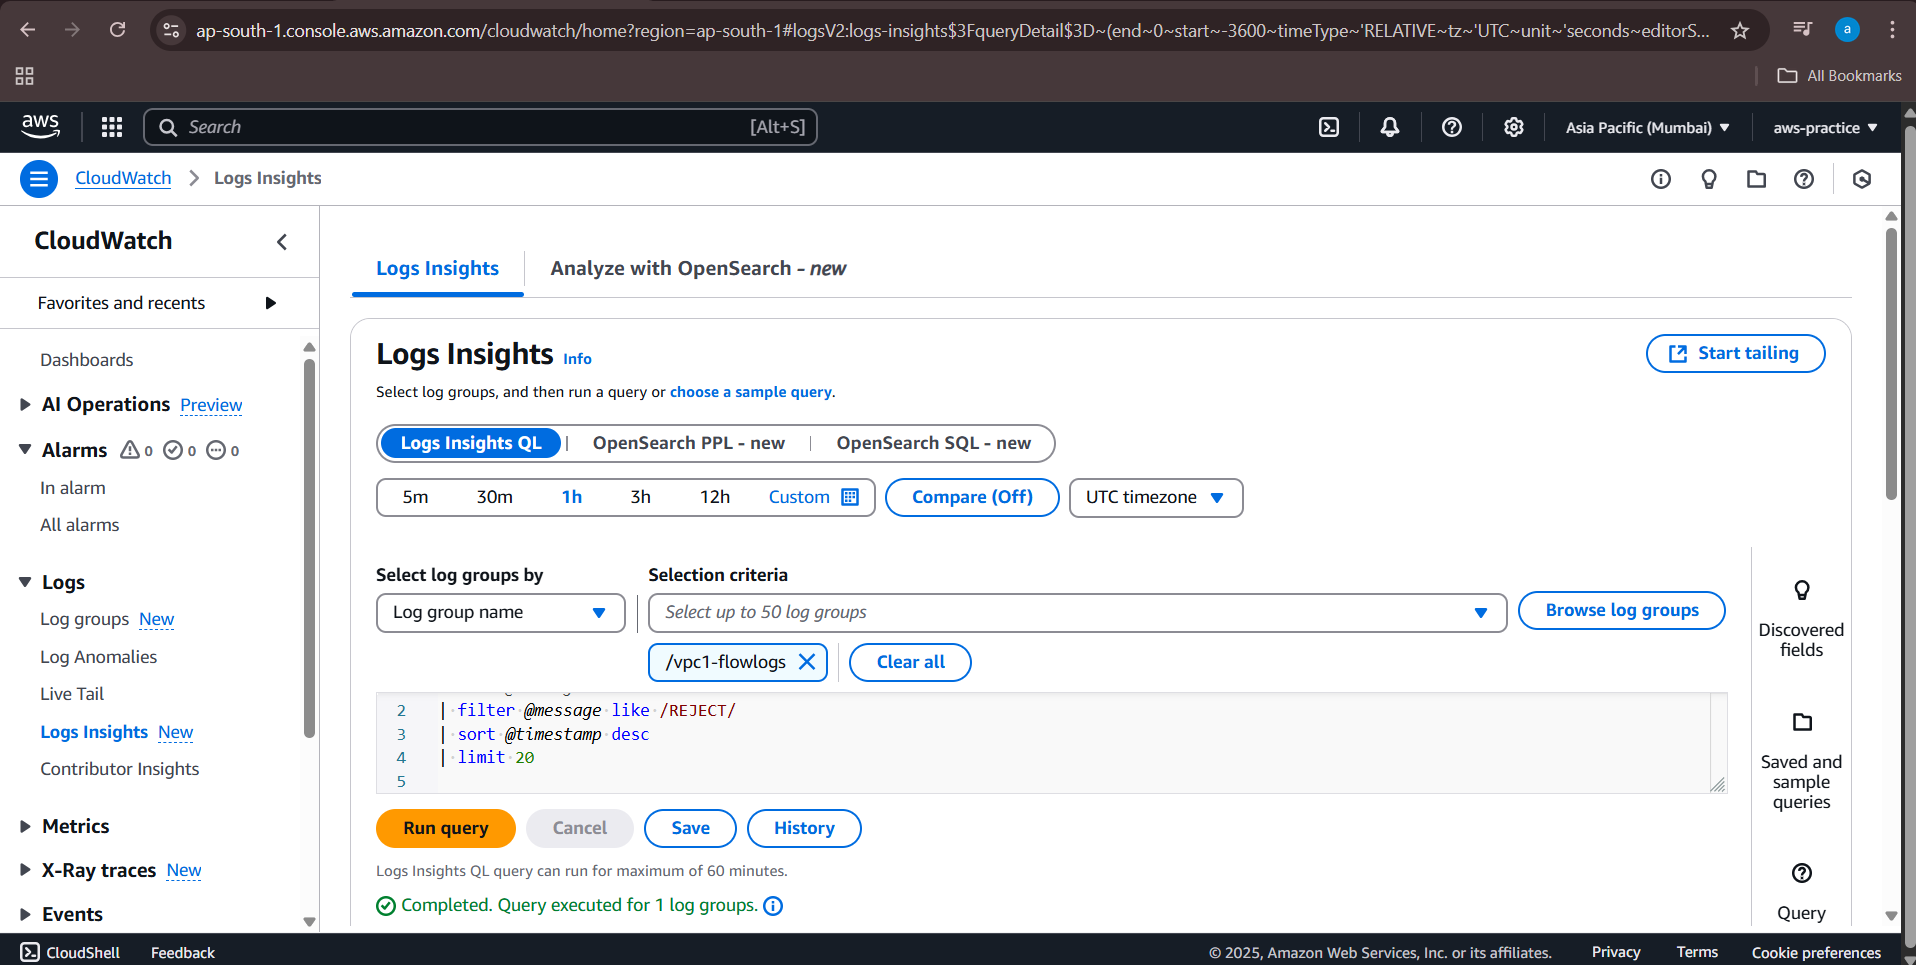 ap-south-1.console.aws.amazon.com/cloudwatch/home?region=ap-south-1#logsV2:logs-insights$3FqueryDetail$3D~(end~0~start~-3600~timeType~'RELATIVE~tz~'UTC~unit~'seconds~editorS...
a
All Bookmarks
aws
Search
[Alt+S]
Asia Pacific (Mumbai)
aws-practice
CloudWatch
Logs Insights
CloudWatch
Favorites and recents
Dashboards
AI Operations Preview
Alarms 0 0 0
In alarm
All alarms
Logs
Log groups New
Log Anomalies
Live Tail
Logs Insights New
Contributor Insights
Metrics
X-Ray traces New
Events
Logs Insights
Analyze with OpenSearch - new
Logs Insights Info
Start tailing
Select log groups, and then run a query or choose a sample query.
Logs Insights QL | OpenSearch PPL - new | OpenSearch SQL - new
5m 30m 1h 3h 12h Custom
Compare (Off)
UTC timezone
Select log groups by
Log group name
Selection criteria
Select up to 50 log groups
Browse log groups
/vpc1-flowlogs
Clear all
2 | filter @message like /REJECT/
3 | sort @timestamp desc
4 | limit 20
5
Run query
Cancel
Save
History
Logs Insights QL query can run for maximum of 60 minutes.
Completed. Query executed for 1 log groups.
Discovered
fields
Saved and
sample
queries
Query
CloudShell
Feedback
© 2025, Amazon Web Services, Inc. or its affiliates.
Privacy
Terms
Cookie preferences